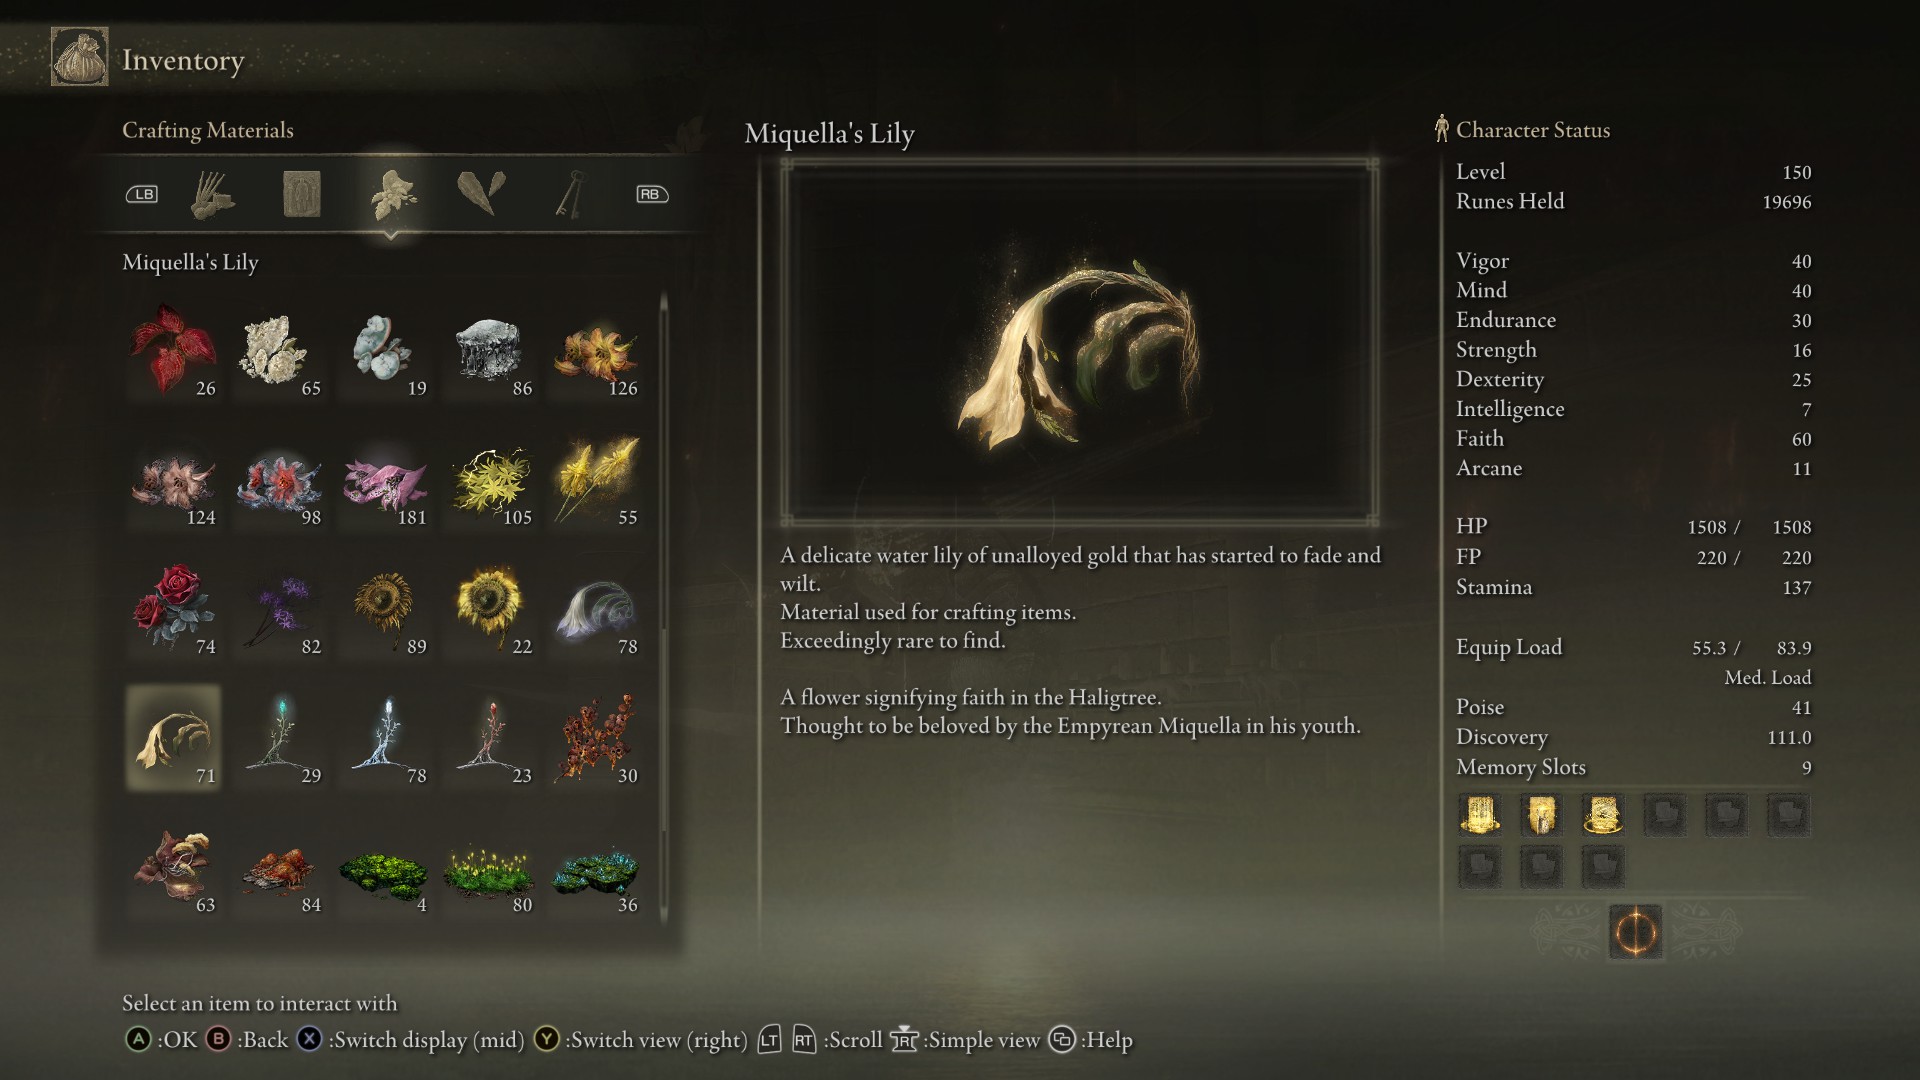 Inventory
Crafting Materials
LB
RB
Miquella's Lily
26 65 19 86 126
124 98 181 105 55
74 82 89 22 78
71 29 78 23 30
63 84 4 80 36
Miquella's Lily
A delicate water lily of unalloyed gold that has started to fade and
wilt.
Material used for crafting items.
Exceedingly rare to find.
A flower signifying faith in the Haligtree.
Thought to be beloved by the Empyrean Miquella in his youth.
Character Status
Level 150
Runes Held 19696
Vigor 40
Mind 40
Endurance 30
Strength 16
Dexterity 25
Intelligence 7
Faith 60
Arcane 11
HP 1508 / 1508
FP 220 / 220
Stamina 137
Equip Load 55.3 / 83.9
Med. Load
Poise 41
Discovery 111.0
Memory Slots 9
Select an item to interact with
A :OK B :Back X :Switch display (mid) Y :Switch view (right) LT RT :Scroll R :Simple view :Help